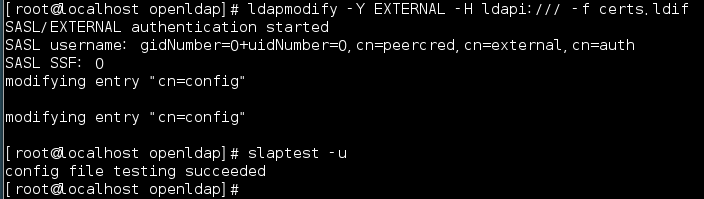 [root@localhost openldap]# ldapmodify -Y EXTERNAL -H ldapi:/// -f certs.ldif
SASL/EXTERNAL authentication started
SASL username: gidNumber=0+uidNumber=0,cn=peercred,cn=external,cn=auth
SASL SSF: 0
modifying entry "cn=config"
modifying entry "cn=config"
[root@localhost openldap]# slaptest -u
config file testing succeeded
[root@localhost openldap]#